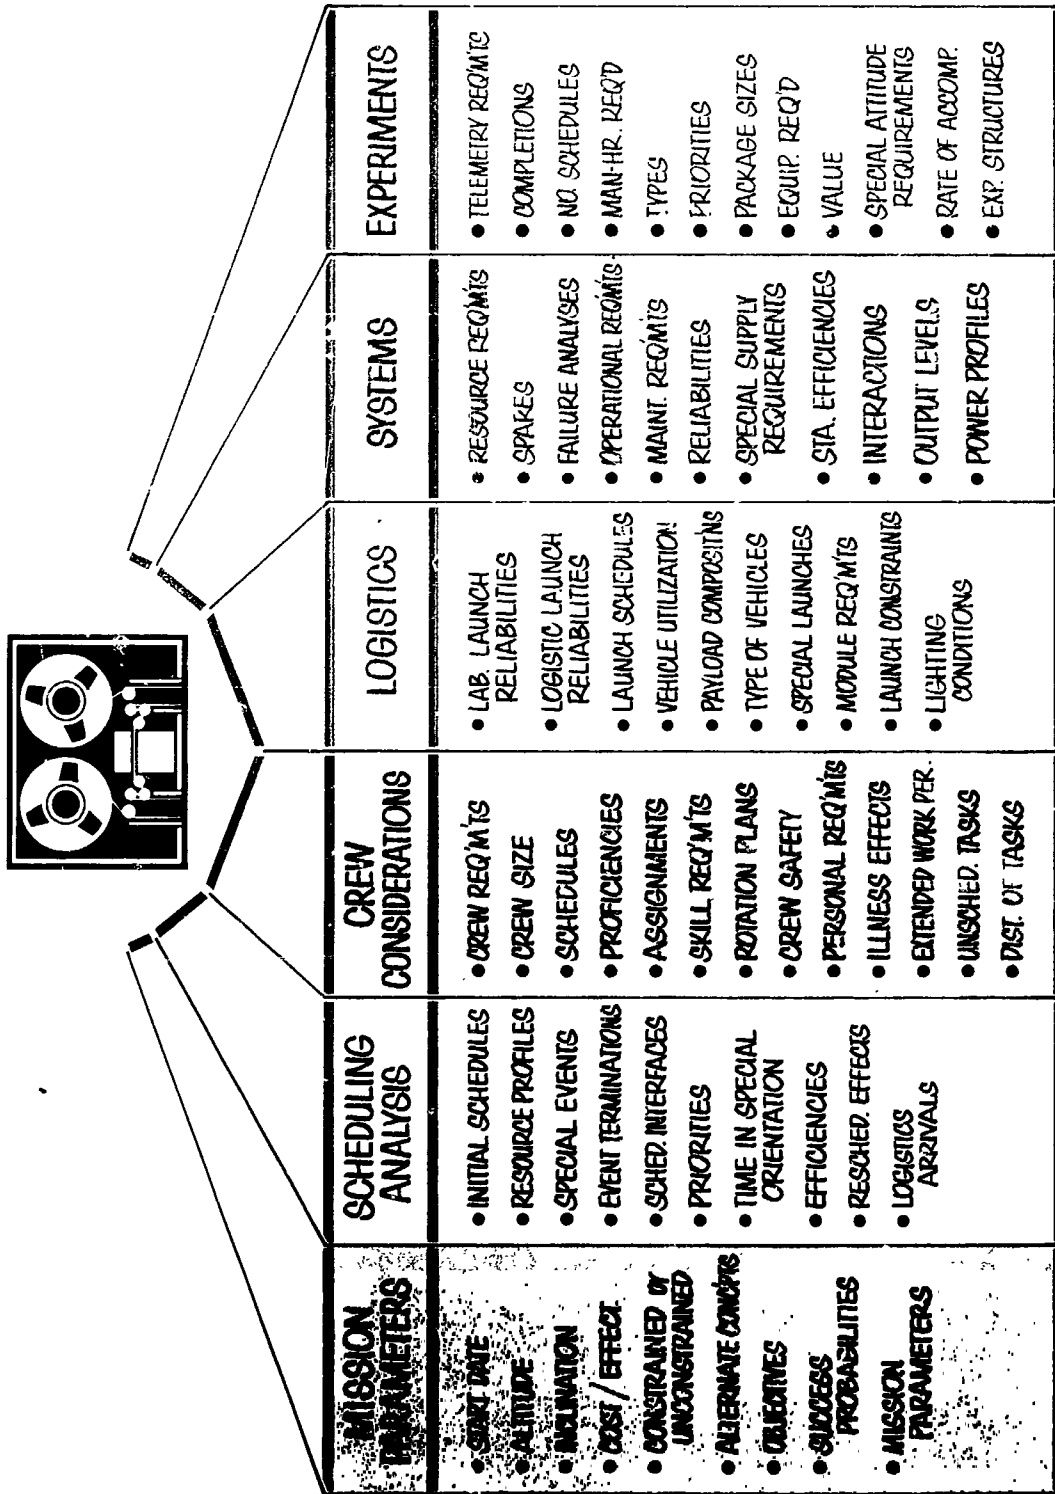 MISSION
PARAMETERS
• START DATE
• ALTITUDE
• INCLINATION
• COST / EFFECT.
• CONSTRAINED or
UNCONSTRAINED
• ALTERNATE CONCPTS
• OBJECTIVES
• SUCCESS
PROBABILITIES
• MISSION
PARAMETERS
SCHEDULING
ANALYSIS
• INITIAL SCHEDULES
• RESOURCE PROFILES
• SPECIAL EVENTS
• EVENT TERMINATIONS
• SCHED. INTERFACES
• PRIORITIES
• TIME IN SPECIAL
ORIENTATION
• EFFICIENCIES
• RESCHED. EFFECTS
• LOGISTICS
ARRIVALS
CREW
CONSIDERATIONS
• CREW REQ'M'TS
• CREW SIZE
• SCHEDULES
• PROFICIENCIES
• ASSIGNMENTS
• SKILL REQ'M'TS
• ROTATION PLANS
• CREW SAFETY
• PERSONAL REQ'MTS
• ILLNESS EFFECTS
• EXTENDED WORK PER.
• UNSCHED. TASKS
• DIST. OF TASKS
LOGISTICS
• LAB. LAUNCH
RELIABILITIES
• LOGISTIC LAUNCH
RELIABILITIES
• LAUNCH SCHEDULES
• VEHICLE UTILIZATION
• PAYLOAD COMPOSIT'NS
• TYPE OF VEHICLES
• SPECIAL LAUNCHES
• MODULE REQ'M'TS
• LAUNCH CONSTRAINTS
• LIGHTING
CONDITIONS
SYSTEMS
• RESOURCE REQ'M'TS
• SPARES
• FAILURE ANALYSES
• OPERATIONAL REQ'MTS
• MAINT. REQ'MTS
• RELIABILITIES
• SPECIAL SUPPLY
REQUIREMENTS
• STA. EFFICIENCIES
• INTERACTIONS
• OUTPUT LEVELS
• POWER PROFILES
EXPERIMENTS
• TELEMETRY REQ'M'TS
• COMPLETIONS
• NO. SCHEDULES
• MAN-HR. REQ'D
• TYPES
• PRIORITIES
• PACKAGE SIZES
• EQUIP. REQ'D
• VALUE
• SPECIAL ATTITUDE
REQUIREMENTS
• RATE OF ACCOMP.
• EXP. STRUCTURES